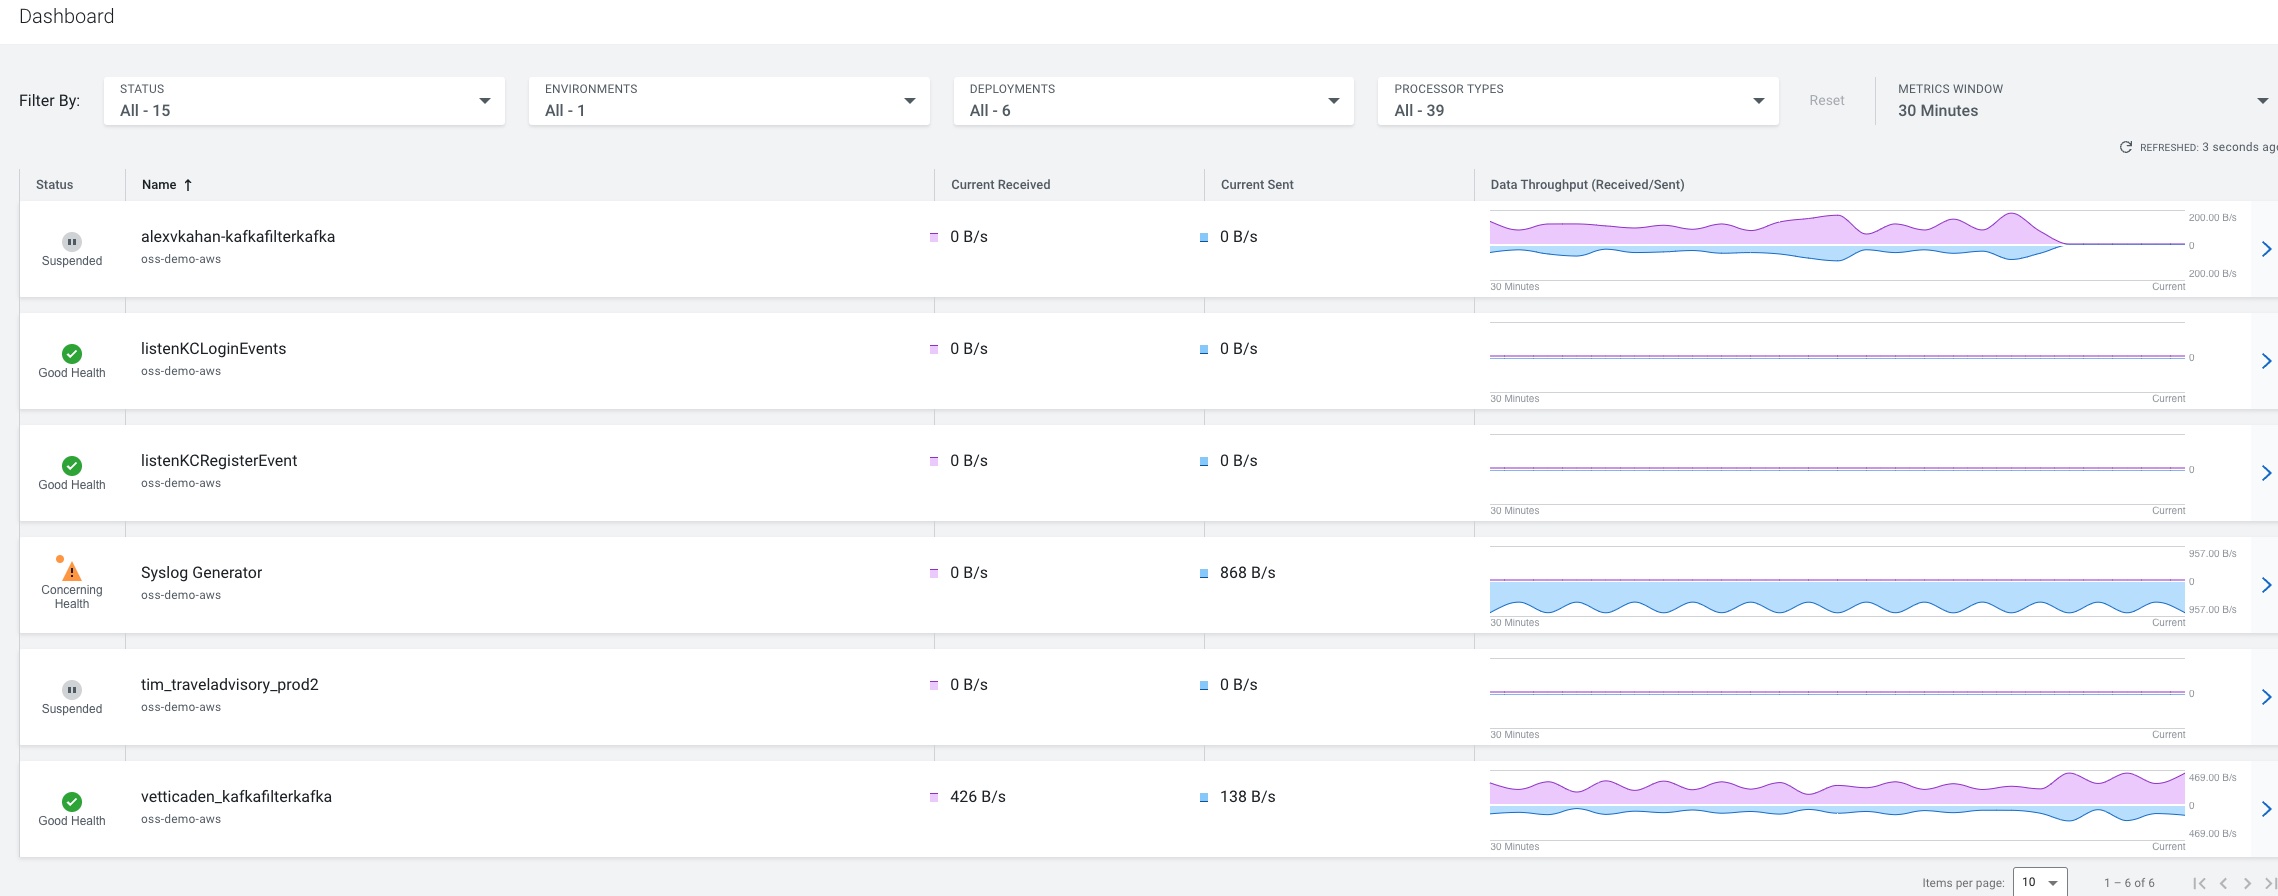 Dashboard
Filter By:
STATUS
All - 15
ENVIRONMENTS
All - 1
DEPLOYMENTS
All - 6
PROCESSOR TYPES
All - 39
Reset
METRICS WINDOW
30 Minutes
REFRESHED: 3 seconds ago
Status Name Current Received Current Sent Data Throughput (Received/Sent)
Suspended
alexvkahan-kafkafilterkafka
oss-demo-aws
0 B/s
0 B/s
200.00 B/s
0
200.00 B/s
30 Minutes Current
Good Health
listenKCLoginEvents
oss-demo-aws
0 B/s
0 B/s
0
30 Minutes Current
Good Health
listenKCRegisterEvent
oss-demo-aws
0 B/s
0 B/s
0
30 Minutes Current
Concerning
Health
Syslog Generator
oss-demo-aws
0 B/s
868 B/s
957.00 B/s
0
957.00 B/s
30 Minutes Current
Suspended
tim_traveladvisory_prod2
oss-demo-aws
0 B/s
0 B/s
0
30 Minutes Current
Good Health
vetticaden_kafkafilterkafka
oss-demo-aws
426 B/s
138 B/s
469.00 B/s
0
469.00 B/s
30 Minutes Current
Items per page: 10 1 – 6 of 6